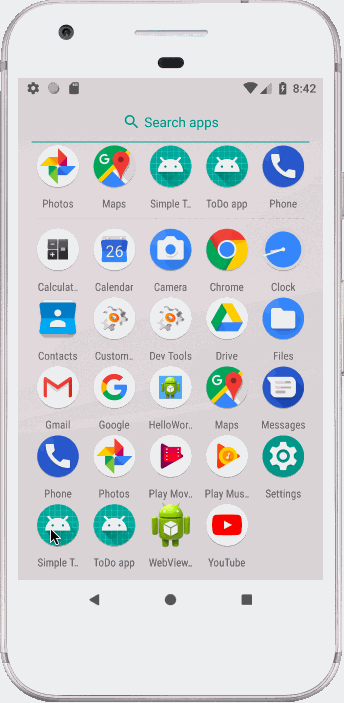 8:42
Search apps
Photos Maps Simple T.. ToDo app Phone
26
Calculat.. Calendar Camera Chrome Clock
Contacts Custom.. Dev Tools Drive Files
Gmail Google HelloWor.. Maps Messages
Phone Photos Play Mov.. Play Mus.. Settings
Simple T.. ToDo app WebView.. YouTube